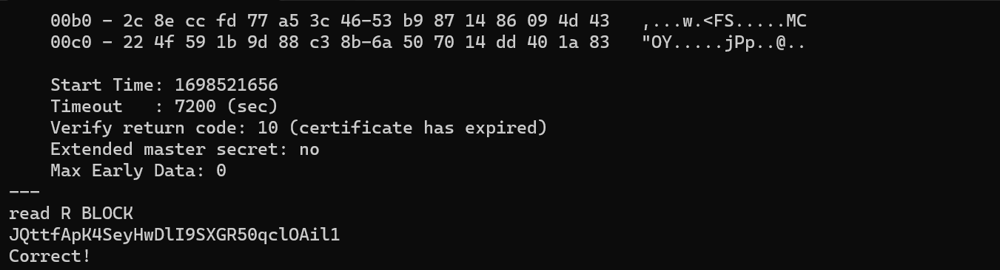 00b0 - 2c 8e cc fd 77 a5 3c 46-53 b9 87 14 86 09 4d 43   ,...w.<FS.....MC
00c0 - 22 4f 59 1b 9d 88 c3 8b-6a 50 70 14 dd 40 1a 83   "OY.....jPp..@..
Start Time: 1698521656
Timeout   : 7200 (sec)
Verify return code: 10 (certificate has expired)
Extended master secret: no
Max Early Data: 0
---
read R BLOCK
JQttfApK4SeyHwDlI9SXGR50qclOAil1
Correct!